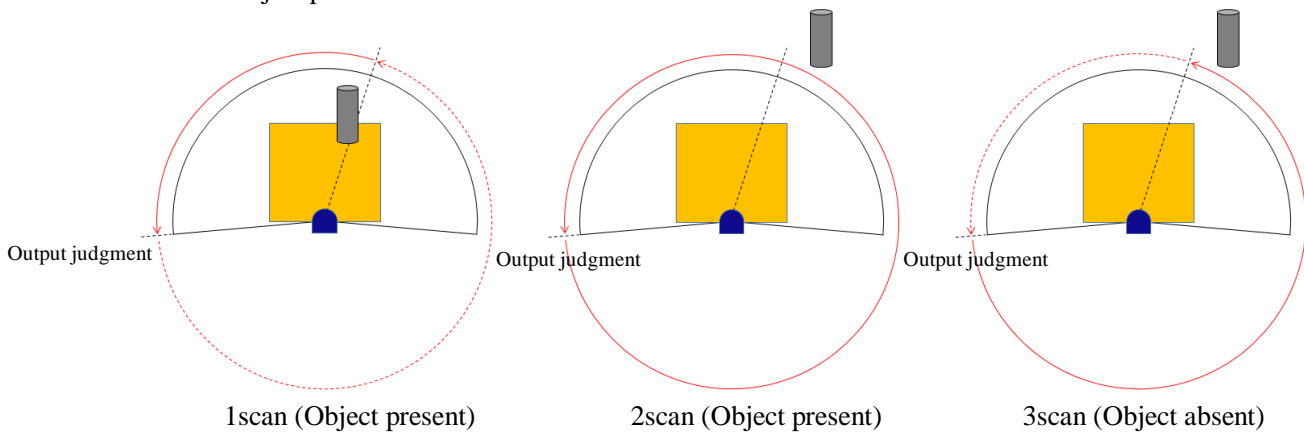 Output judgment
Output judgment
Output judgment
1scan (Object present)
2scan (Object present)
3scan (Object absent)